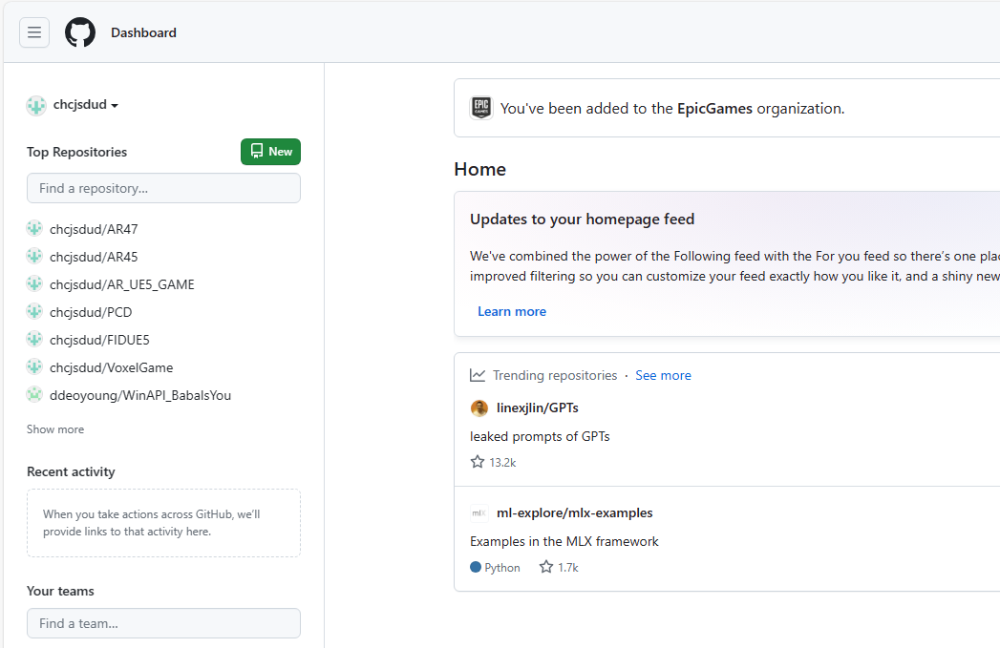 Dashboard
chcjsdud
Top Repositories
New
Find a repository...
chcjsdud/AR47
chcjsdud/AR45
chcjsdud/AR_UE5_GAME
chcjsdud/PCD
chcjsdud/FIDUE5
chcjsdud/VoxelGame
ddeoyoung/WinAPI_BabaIsYou
Show more
Recent activity
When you take actions across GitHub, we'll
provide links to that activity here.
Your teams
Find a team...
EPIC
GAMES
You've been added to the EpicGames organization.
Home
Updates to your homepage feed
We've combined the power of the Following feed with the For you feed so there's one
improved filtering so you can customize your feed exactly how you like it, and a shiny new
Learn more
Trending repositories · See more
linexjlin/GPTs
leaked prompts of GPTs
13.2k
mlx
ml-explore/mlx-examples
Examples in the MLX framework
Python 1.7k